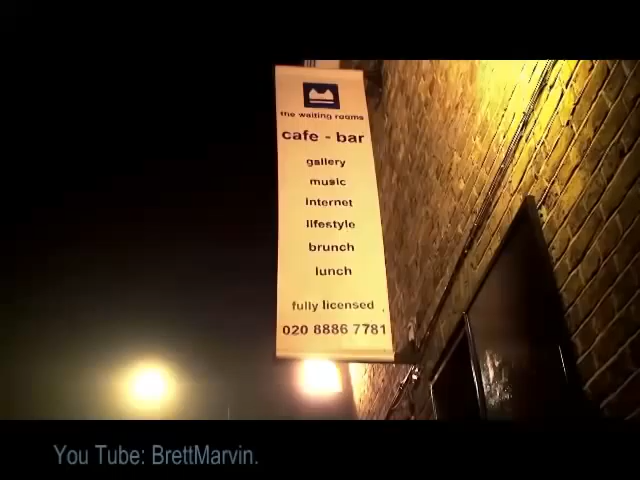 the waiting rooms
cafe - bar
gallery
music
internet
lifestyle
brunch
lunch
fully licensed
020 8886 7781
You Tube: BrettMarvin.